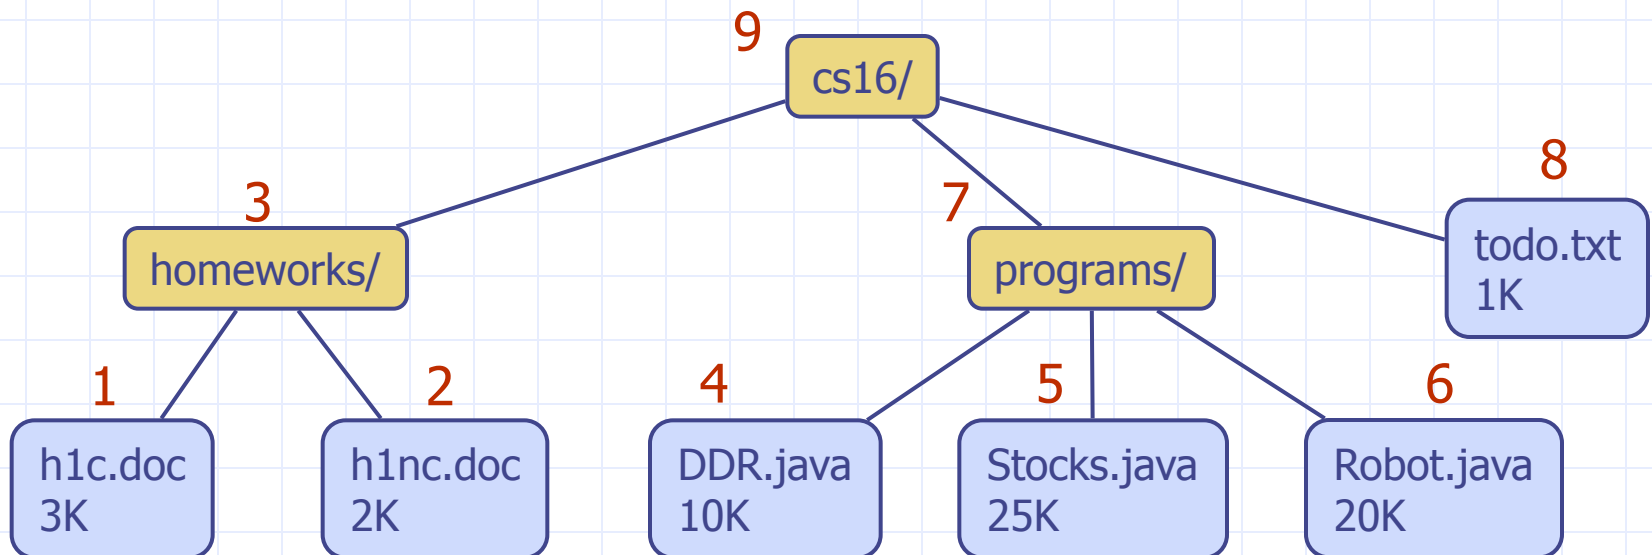 9
cs16/
8
3
7
todo.txt
1K
homeworks/
programs/
1
2
4
5
6
h1c.doc
3K
h1nc.doc
2K
DDR.java
10K
Stocks.java
25K
Robot.java
20K